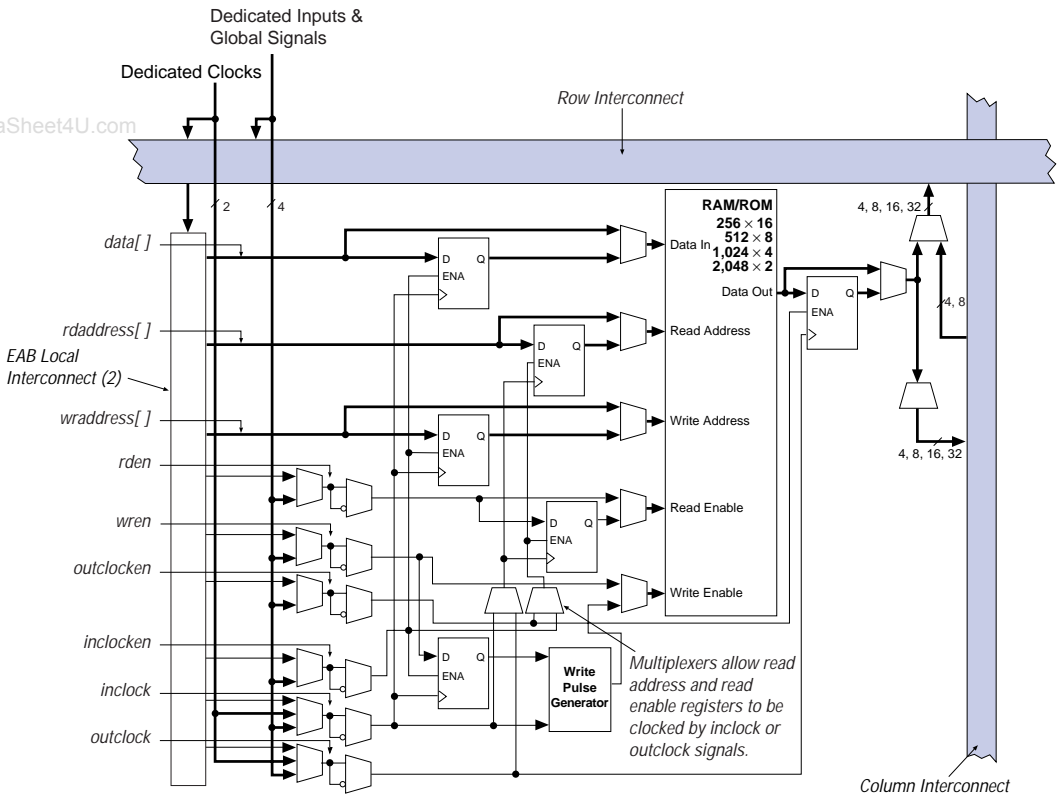 Dedicated Inputs &
Global Signals
Dedicated Clocks
Row Interconnect
aSheet4U.com
2
4
4, 8, 16, 32
RAM/ROM
256 × 16
512 × 8
1,024 × 4
2,048 × 2
data[ ]
D
Q
ENA
Data In
Data Out
D
Q
ENA
4, 8
rdaddress[ ]
D
Q
ENA
Read Address
EAB Local
Interconnect (2)
wraddress[ ]
D
Q
ENA
Write Address
4, 8, 16, 32
rden
Read Enable
D
Q
ENA
wren
outclocken
Write Enable
inclocken
D
Q
ENA
Write
Pulse
Generator
Multiplexers allow read
address and read
enable registers to be
clocked by inclock or
outclock signals.
inclock
outclock
Column Interconnect